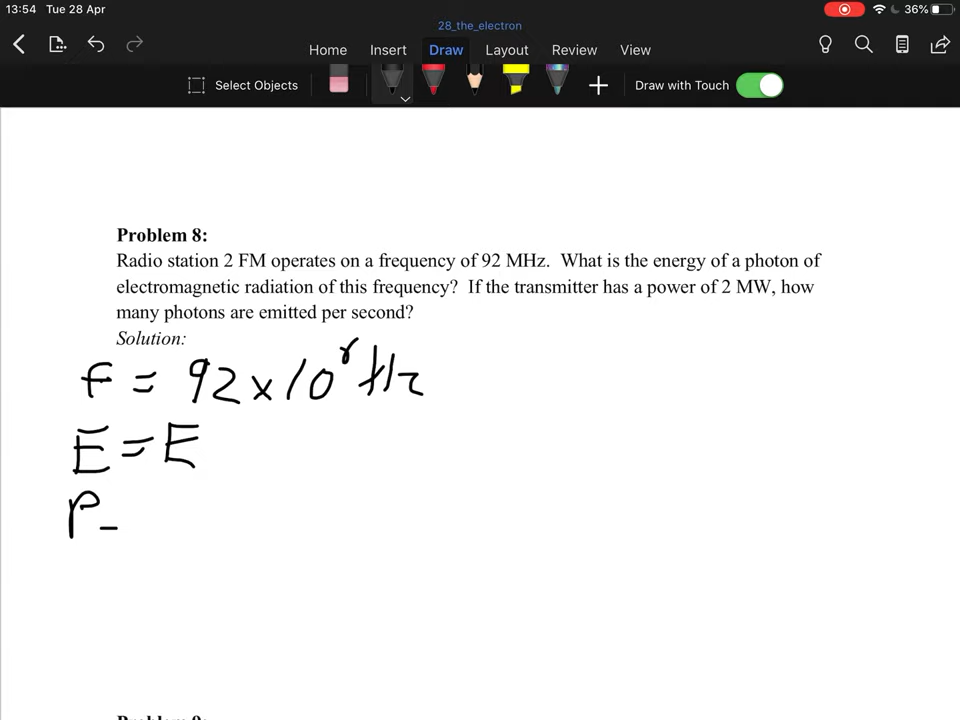 13:54 Tue 28 Apr
36%
28_the_electron
Home Insert Draw Layout Review View
Select Objects
Draw with Touch
Problem 8:
Radio station 2 FM operates on a frequency of 92 MHz. What is the energy of a photon of
electromagnetic radiation of this frequency? If the transmitter has a power of 2 MW, how
many photons are emitted per second?
Solution:
f = 92 x 10 Hz
E = E
P -